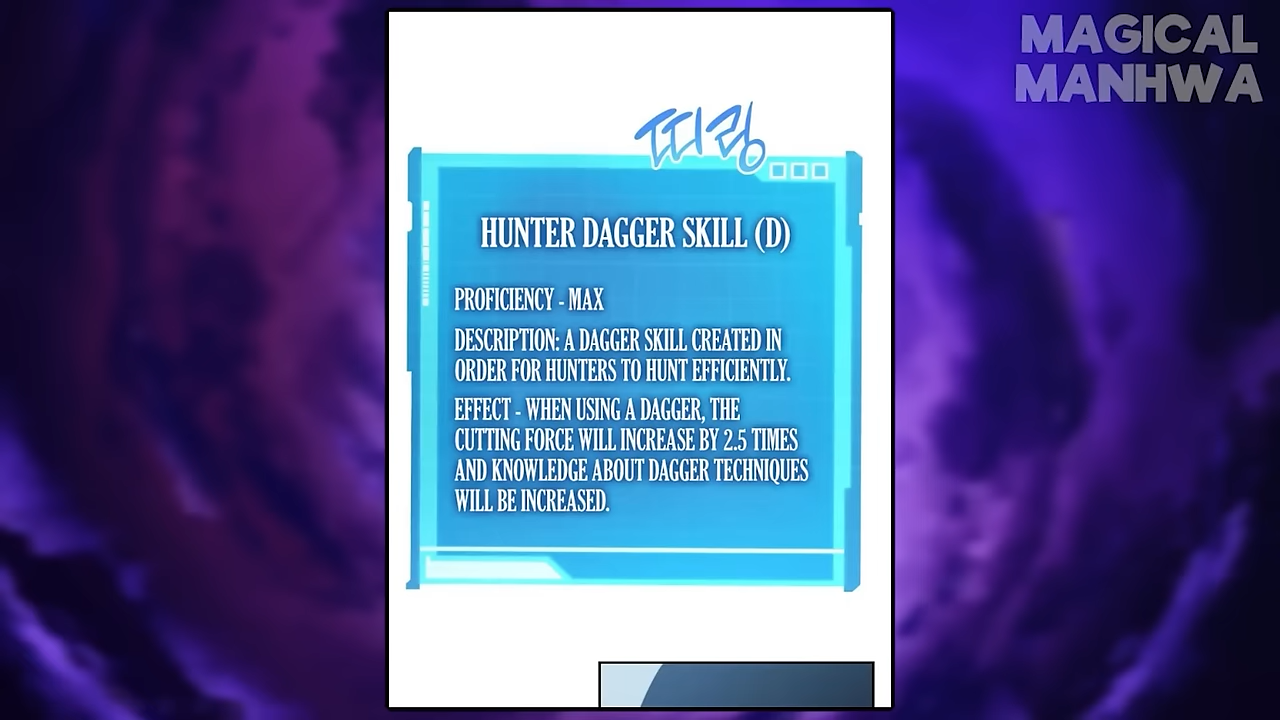 MAGICAL
MANHWA
띠링
HUNTER DAGGER SKILL (D)
PROFICIENCY - MAX
DESCRIPTION: A DAGGER SKILL CREATED IN
ORDER FOR HUNTERS TO HUNT EFFICIENTLY.
EFFECT - WHEN USING A DAGGER, THE
CUTTING FORCE WILL INCREASE BY 2.5 TIMES
AND KNOWLEDGE ABOUT DAGGER TECHNIQUES
WILL BE INCREASED.